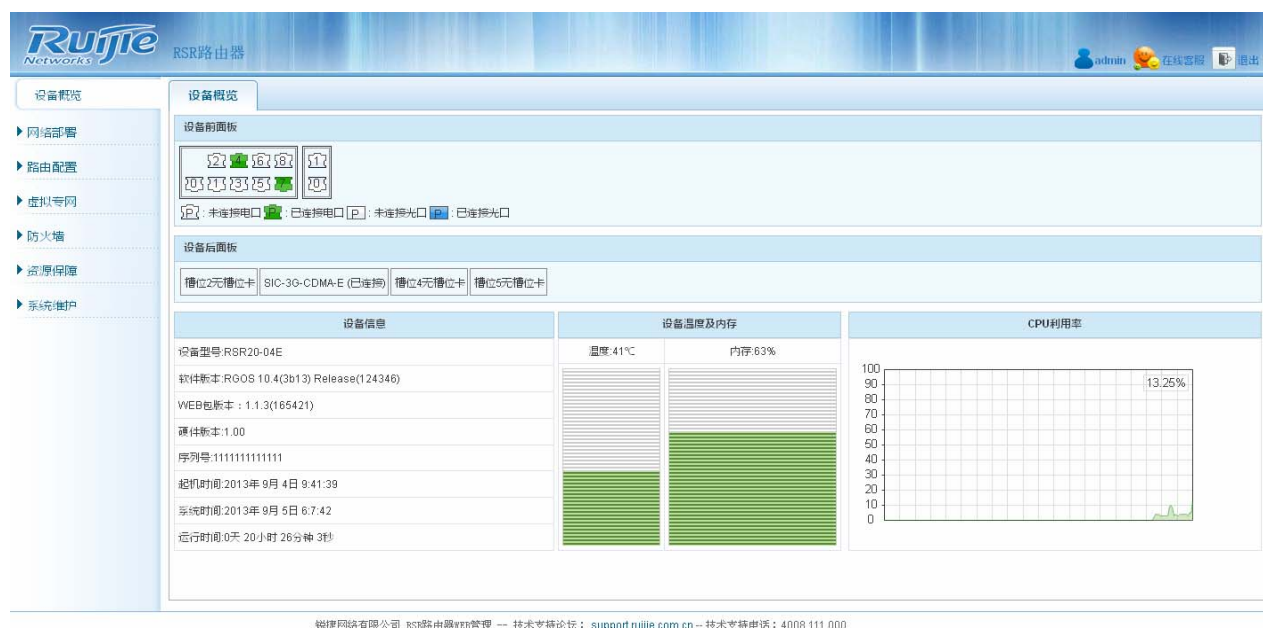 RUijie
Networks
RSR路由器
admin 在线客服 退出
设备概览
网络部署
路由配置
虚拟专网
防火墙
资源保障
系统维护
设备概览
设备前面板
2 4 6 8 1
0 1 3 5 7 0
P : 未连接电口 P : 已连接电口 P : 未连接光口 P : 已连接光口
设备后面板
槽位2无槽位卡 SIC-3G-CDMA-E (已连接) 槽位4无槽位卡 槽位5无槽位卡
设备信息
设备型号:RSR20-04E
软件版本:RGOS 10.4(3b13) Release(124346)
WEB包版本：1.1.3(165421)
硬件版本:1.00
序列号:1111111111111
起机时间:2013年 9月 4日 9:41:39
系统时间:2013年 9月 5日 6:7:42
运行时间:0天 20小时 26分钟 3秒
设备温度及内存
温度:41℃ 内存:63%
CPU利用率
100
90
80
70
60
50
40
30
20
10
0
13.25%
锐捷网络有限公司 RSR路由器WEB管理 -- 技术支持论坛： support.ruijie.com.cn -- 技术支持电话：4008 111 000